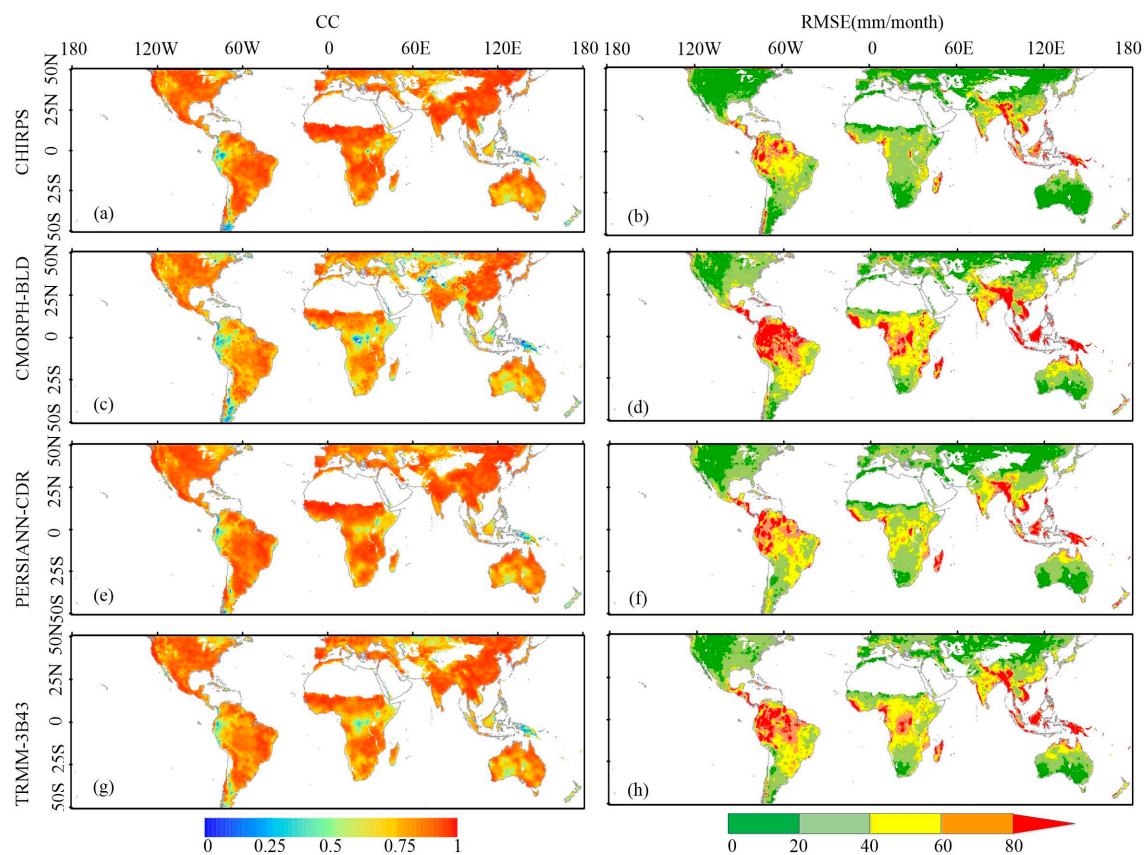 CC
RMSE(mm/month)
180 120W 60W 0 60E 120E 180
120W 60W 0 60E 120E 180
CHIRPS
50N
25N
0
25S
50S
(a)
(b)
CMORPH-BLD
50N
25N
0
25S
50S
(c)
(d)
PERSIANN-CDR
50N
25N
0
25S
50S
(e)
(f)
TRMM-3B43
50N
25N
0
25S
50S
(g)
(h)
0 0.25 0.5 0.75 1
0 20 40 60 80